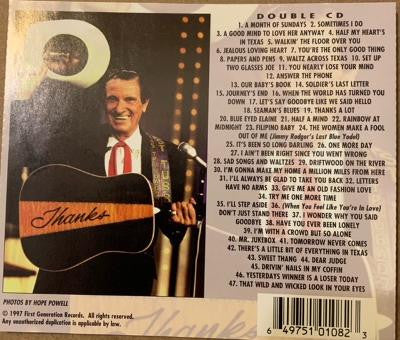 DOUBLE CD
1. A MONTH OF SUNDAYS 2. SOMETIMES I DO
3. A GOOD MIND TO LOVE HER ANYWAY 4. HALF MY HEART'S
IN TEXAS 5. WALKIN' THE FLOOR OVER YOU
6. JEALOUS LOVING HEART 7. YOU'RE THE ONLY GOOD THING
8. PAPERS AND PENS 9. WALTZ ACROSS TEXAS 10. SET UP
TWO GLASSES JOE 11. YOU NEARLY LOSE YOUR MIND
12. ANSWER THE PHONE
13. OUR BABY'S BOOK 14. SOLDIER'S LAST LETTER
15. JOURNEY'S END 16. WHEN THE WORLD HAS TURNED YOU
DOWN 17. LET'S SAY GOODBYE LIKE WE SAID HELLO
18. SEAMAN'S BLUES 19. THANKS A LOT
20. BLUE EYED ELAINE 21. HALF A MIND 22. RAINBOW AT
MIDNIGHT 23. FILIPINO BABY 24. THE WOMEN MAKE A FOOL
OUT OF ME (Jimmy Rodger's Last Blue Yodel)
25. IT'S BEEN SO LONG DARLING 26. ONE MORE DAY
27. I AIN'T BEEN RIGHT SINCE YOU WENT WRONG
28. SAD SONGS AND WALTZES 29. DRIFTWOOD ON THE RIVER
30. I'M GONNA MAKE MY HOME A MILLION MILES FROM HERE
31. I'LL ALWAYS BE GLAD TO TAKE YOU BACK 32. LETTERS
HAVE NO ARMS 33. GIVE ME AN OLD FASHION LOVE
34. TRY ME ONE MORE TIME
35. I'LL STEP ASIDE 36. (When You Feel Like You're In Love)
DON'T JUST STAND THERE 37. I WONDER WHY YOU SAID
GOODBYE 38. HAVE YOU EVER BEEN LONELY
39. I'M WITH A CROWD BUT SO ALONE
40. MR. JUKEBOX 41. TOMORROW NEVER COMES
42. THERE'S A LITTLE BIT OF EVERYTHING IN TEXAS
43. SWEET THANG 44. DEAR JUDGE
45. DRIVIN' NAILS IN MY COFFIN
46. YESTERDAYS WINNER IS A LOSER TODAY
47. THAT WILD AND WICKED LOOK IN YOUR EYES
Thanks
PHOTOS BY HOPE POWELL
© 1997 First Generation Records. All rights reserved.
Any unauthorized duplication is applicable by law.
Thanks
6 49751 01082 3